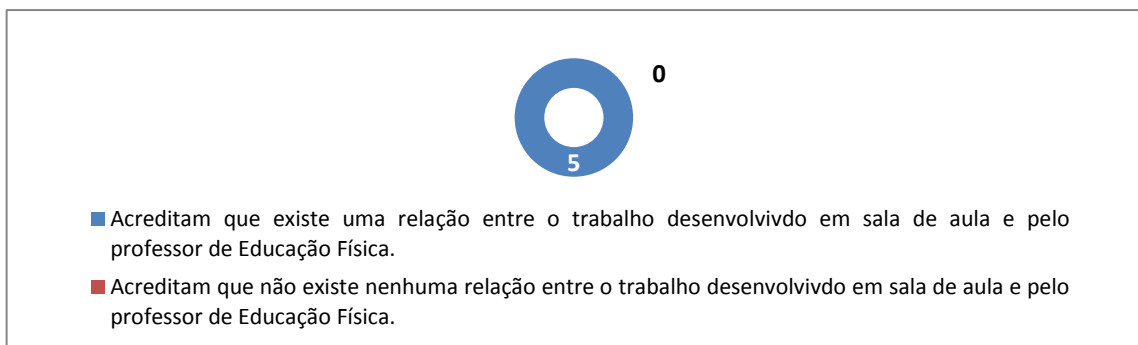 0
5
Acreditam que existe uma relação entre o trabalho desenvolvivdo em sala de aula e pelo
professor de Educação Física.
Acreditam que não existe nenhuma relação entre o trabalho desenvolvivdo em sala de aula e pelo
professor de Educação Física.